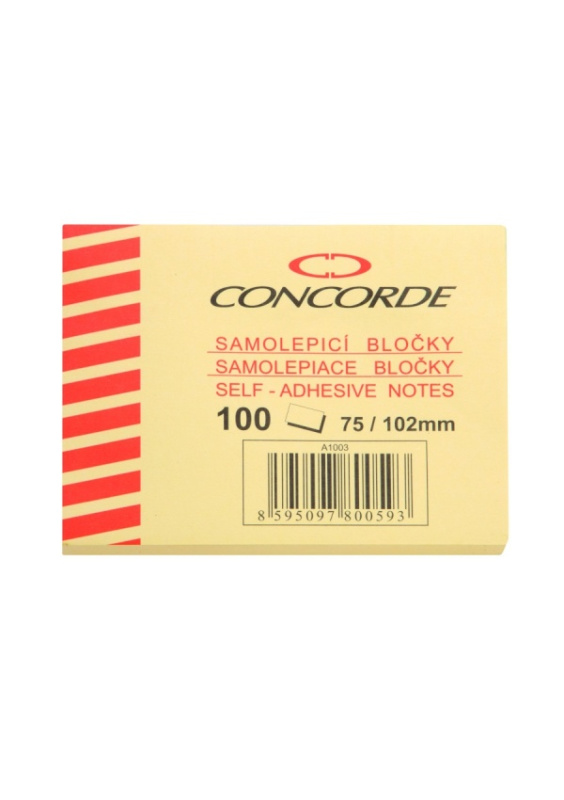 CONCORDE
SAMOLEPICÍ BLOČKY
SAMOLEPIACE BLOČKY
SELF - ADHESIVE NOTES
100 75 / 102mm
A1003
8 595097 800593